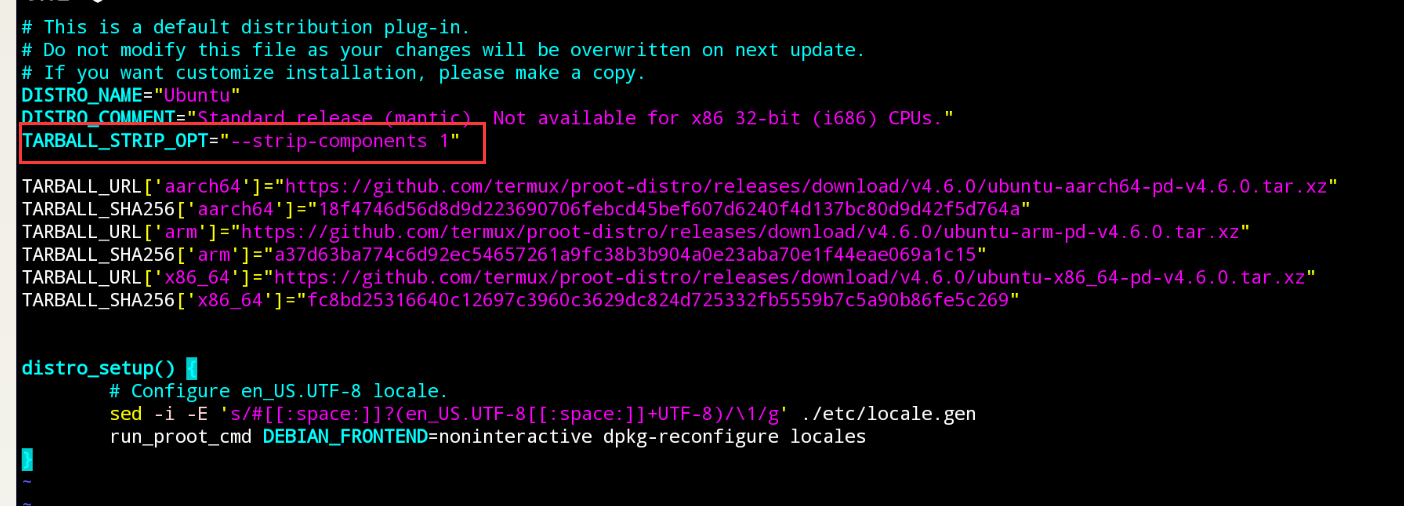 # This is a default distribution plug-in.
# Do not modify this file as your changes will be overwritten on next update.
# If you want customize installation, please make a copy.
DISTRO_NAME="Ubuntu"
DISTRO_COMMENT="Standard release (mantic). Not available for x86 32-bit (i686) CPUs."
TARBALL_STRIP_OPT="--strip-components 1"
TARBALL_URL['aarch64']="https://github.com/termux/proot-distro/releases/download/v4.6.0/ubuntu-aarch64-pd-v4.6.0.tar.xz"
TARBALL_SHA256['aarch64']="18f4746d56d8d9d223690706febcd45bef607d6240f4d137bc80d9d42f5d764a"
TARBALL_URL['arm']="https://github.com/termux/proot-distro/releases/download/v4.6.0/ubuntu-arm-pd-v4.6.0.tar.xz"
TARBALL_SHA256['arm']="a37d63ba774c6d92ec54657261a9fc38b3b904a0e23aba70e1f44eae069a1c15"
TARBALL_URL['x86_64']="https://github.com/termux/proot-distro/releases/download/v4.6.0/ubuntu-x86_64-pd-v4.6.0.tar.xz"
TARBALL_SHA256['x86_64']="fc8bd25316640c12697c3960c3629dc824d725332fb5559b7c5a90b86fe5c269"
distro_setup() {
        # Configure en_US.UTF-8 locale.
        sed -i -E 's/#[[:space:]]?(en_US.UTF-8[[:space:]]+UTF-8)/\1/g' ./etc/locale.gen
        run_proot_cmd DEBIAN_FRONTEND=noninteractive dpkg-reconfigure locales
}
~
~